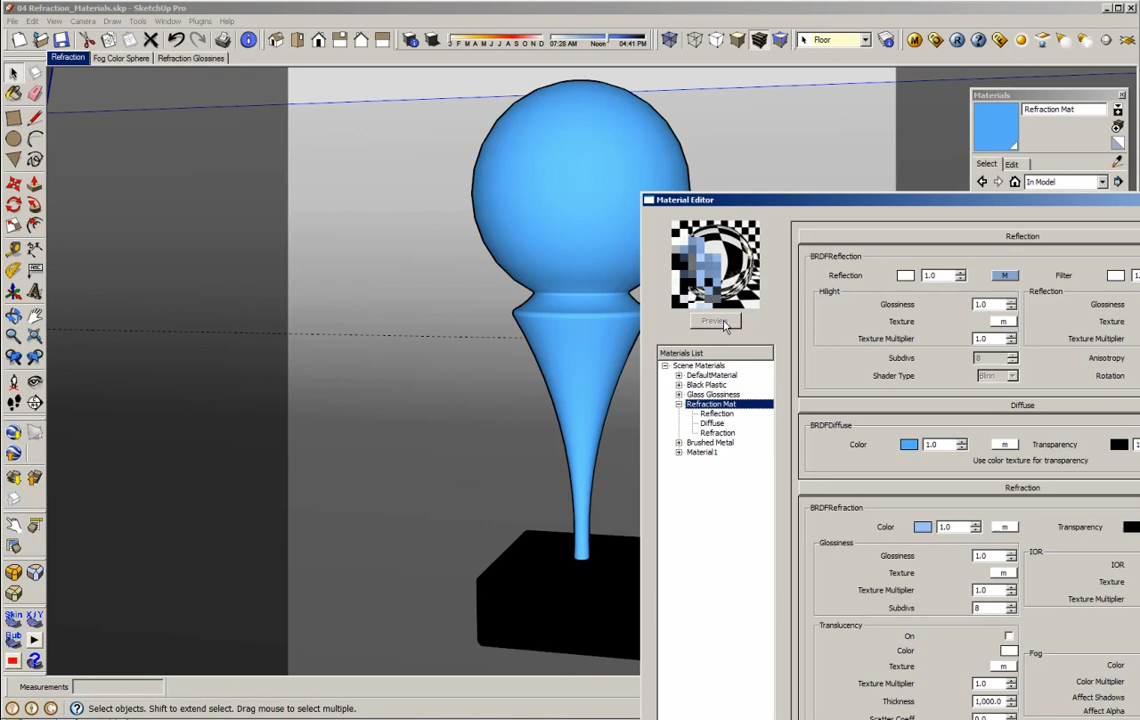 04 Refraction_Materials.skp - SketchUp Pro
File Edit View Camera Draw Tools Window Plugins Help
J F M A M J J A S O N D 07:28 AM Noon 04:41 PM Floor
Refraction Fog Color Sphere Refraction Glossines
Materials
Refraction Mat
Select Edit
In Model
Material Editor
Preview
Materials List
Scene Materials
DefaultMaterial
Black Plastic
Glass Glossiness
Refraction Mat
Reflection
Diffuse
Refraction
Brushed Metal
Material1
Reflection
BRDFReflection
Reflection 1.0 M Filter
Hilight Reflection
Glossiness 1.0 Glossiness
Texture m Texture
Texture Multiplier 1.0 Texture Multiplier
Subdivs 8 Anisotropy
Shader Type Blinn Rotation
Diffuse
BRDFDiffuse
Color 1.0 m Transparency
Use color texture for transparency
Refraction
BRDFRefraction
Color 1.0 m Transparency
Glossiness
Glossiness 1.0 IOR
IOR
Texture m Texture
Texture Multiplier 1.0 Texture Multiplier
Subdivs 8
Translucency
On
Color Fog
Texture m Color
Texture Multiplier 1.0 Color Multiplier
Thickness 1,000.0 Affect Shadows
Scatter Coeff 0.0 Affect Alpha
Measurements
Select objects. Shift to extend select. Drag mouse to select multiple.